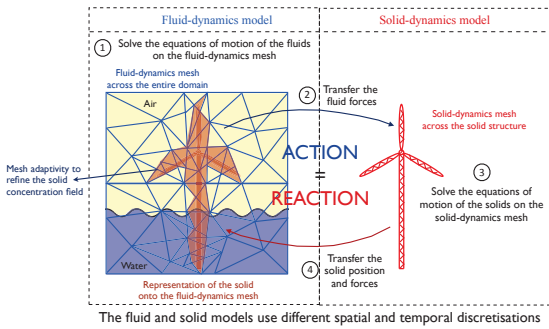 Fluid-dynamics model
Solid-dynamics model
1
Solve the equations of motion of the fluids
on the fluid-dynamics mesh
Fluid-dynamics mesh
across the entire domain
Air
2
Transfer the
fluid forces
Solid-dynamics mesh
across the solid structure
Mesh adaptivity to
refine the solid
concentration field
ACTION
=
REACTION
3
Solve the equations of
motion of the solids on the
solid-dynamics mesh
Water
4
Transfer the
solid position
and forces
Representation of the solid
onto the fluid-dynamics mesh
The fluid and solid models use different spatial and temporal discretisations